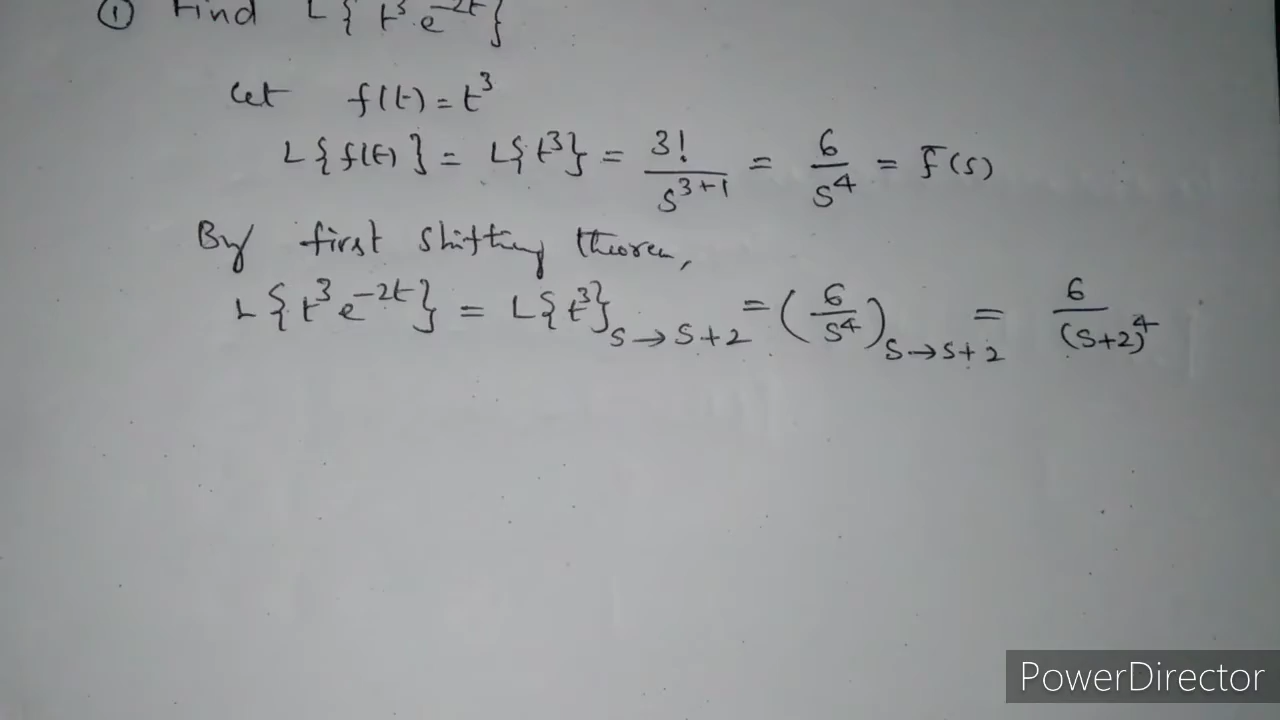 ① Find L{t³e⁻²ᵗ}
Let f(t) = t³
L{f(t)} = L{t³} = 3!/s³⁺¹ = 6/s⁴ = f̄(s)
By first shifting theorem,
L{t³e⁻²ᵗ} = L{t³}ₛ→ₛ₊₂ = (6/s⁴)ₛ→ₛ₊₂ = 6/(s+2)⁴
PowerDirector